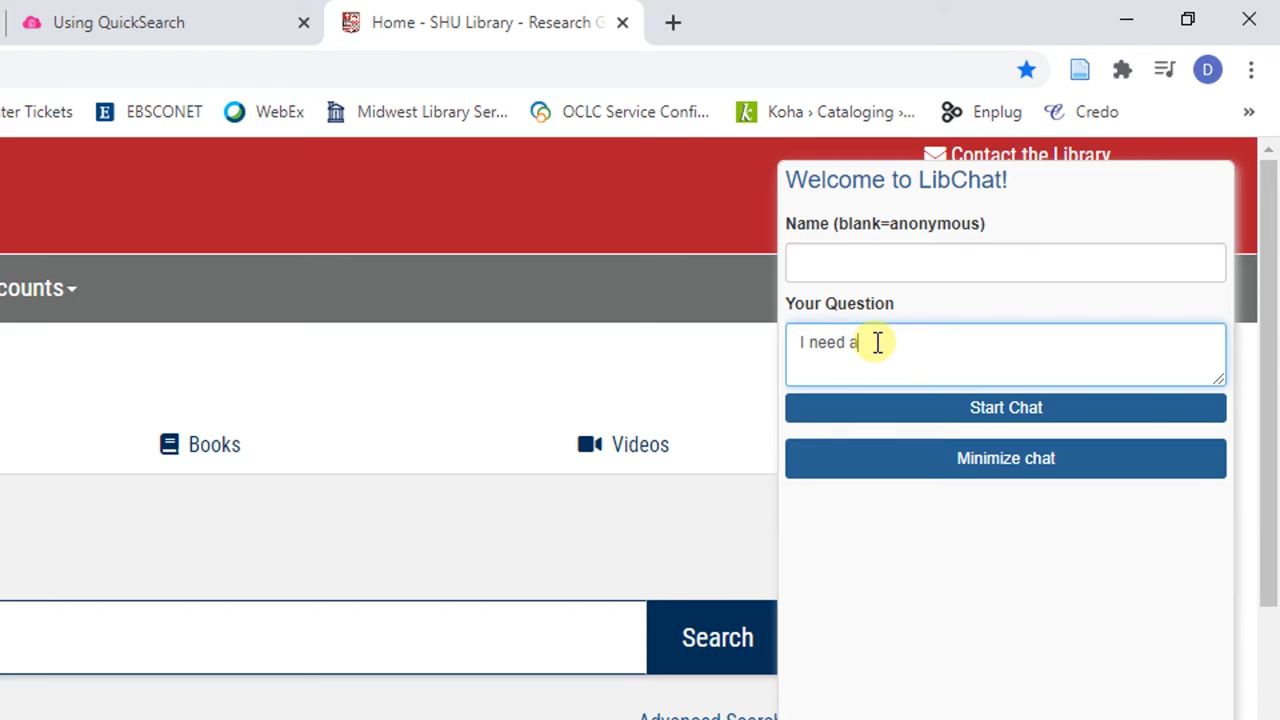 Using QuickSearch
Home - SHU Library - Research G
D
ter Tickets
EBSCONET
WebEx
Midwest Library Ser...
OCLC Service Confi...
Koha › Cataloging ›...
Enplug
Credo
»
Contact the Library
Welcome to LibChat!
Name (blank=anonymous)
counts
Your Question
I need a
Start Chat
Books
Videos
Minimize chat
Search
Advanced Search